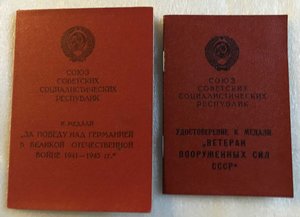 СОЮЗ
СОВЕТСКИХ
СОЦИАЛИСТИЧЕСКИХ
РЕСПУБЛИК
К МЕДАЛИ
„ЗА ПОБЕДУ НАД ГЕРМАНИЕЙ
В ВЕЛИКОЙ ОТЕЧЕСТВЕННОЙ
ВОЙНЕ 1941—1945 гг."
СОЮЗ
СОВЕТСКИХ
СОЦИАЛИСТИЧЕСКИХ
РЕСПУБЛИК
УДОСТОВЕРЕНИЕ К МЕДАЛИ
„ВЕТЕРАН
ВООРУЖЕННЫХ СИЛ
СССР"